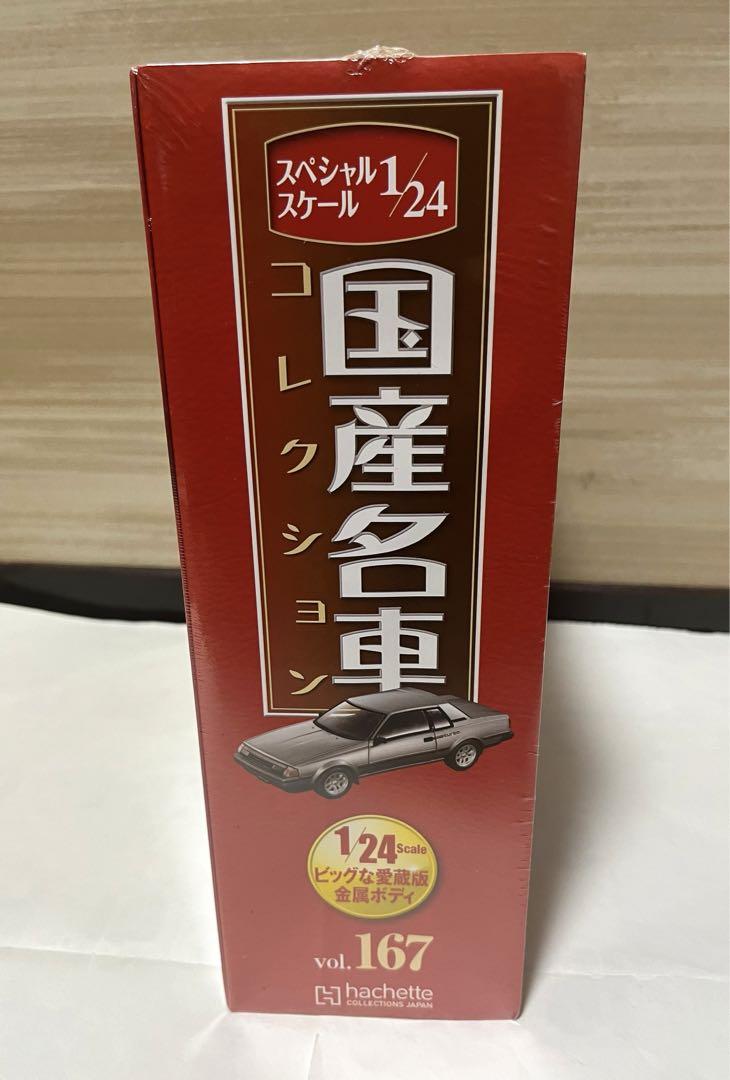 スペシャル
スケール 1/24
国産名車
コレクション
1/24 Scale
ビッグな愛蔵版
金属ボディ
vol. 167
hachette
COLLECTIONS JAPAN